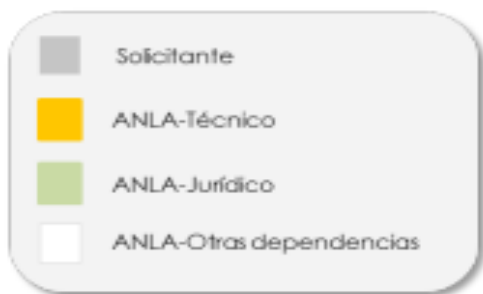 Solicitante
ANLA-Técnico
ANLA-Jurídico
ANLA-Otras dependencias